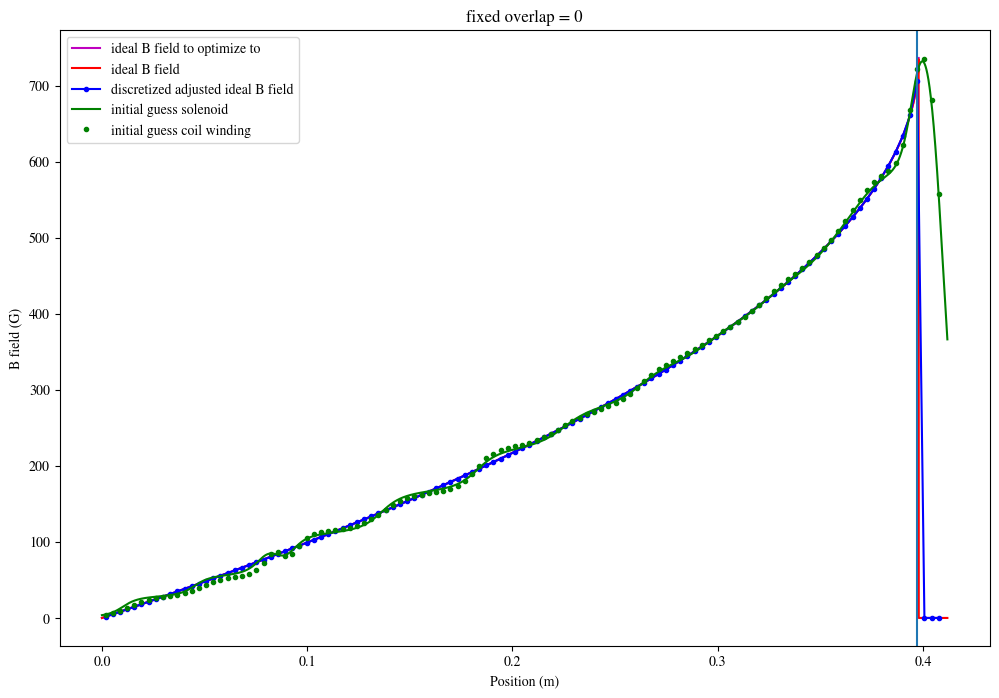 fixed overlap = 0
ideal B field to optimize to
ideal B field
discretized adjusted ideal B field
initial guess solenoid
initial guess coil winding
B field (G)
700
600
500
400
300
200
100
0
0.0 0.1 0.2 0.3 0.4
Position (m)